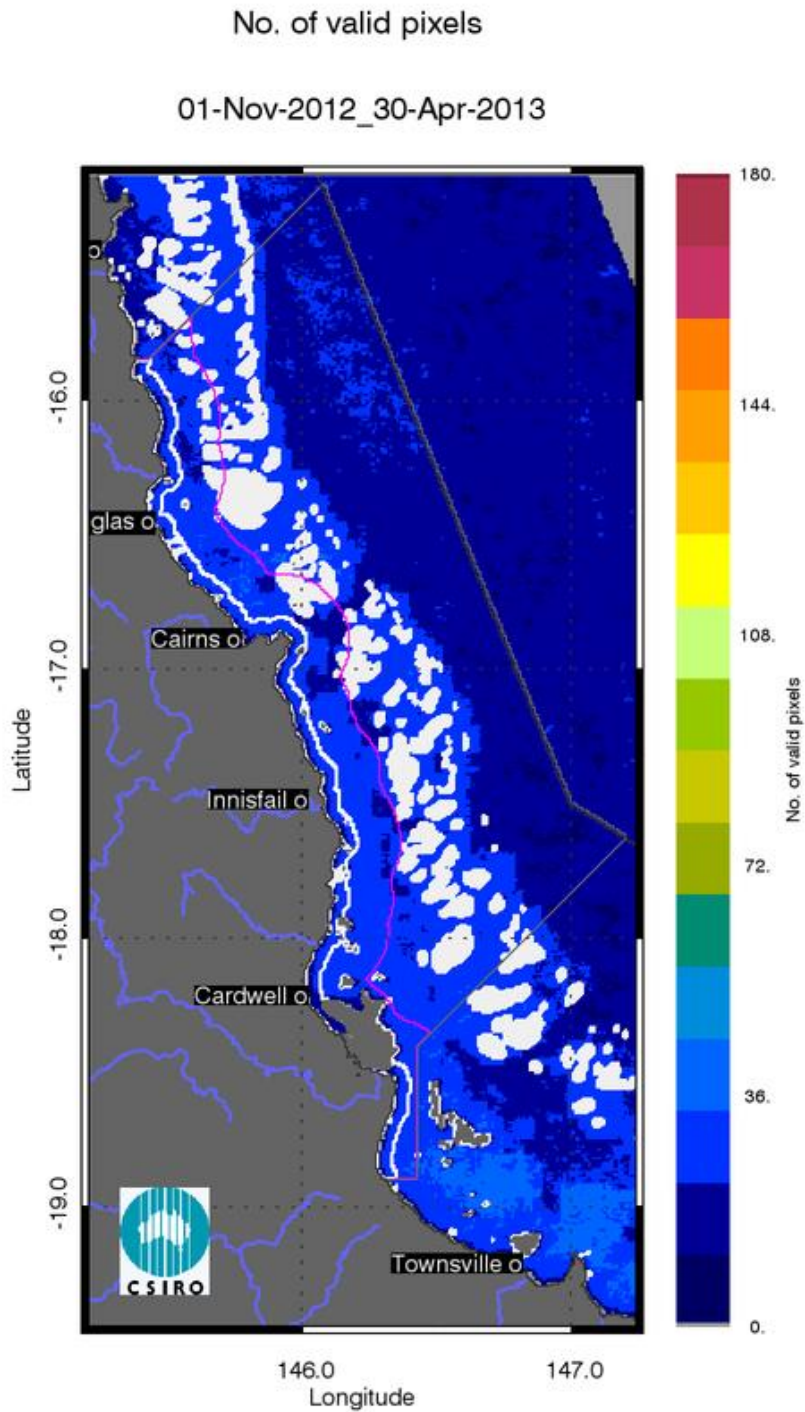 No. of valid pixels
01-Nov-2012_30-Apr-2013
180.
o
-16.0
144.
glas o
Cairns o
108.
-17.0
No. of valid pixels
Latitude
Innisfail o
72.
-18.0
Cardwell o
36.
-19.0
CSIRO
Townsville o
0.
146.0
147.0
Longitude